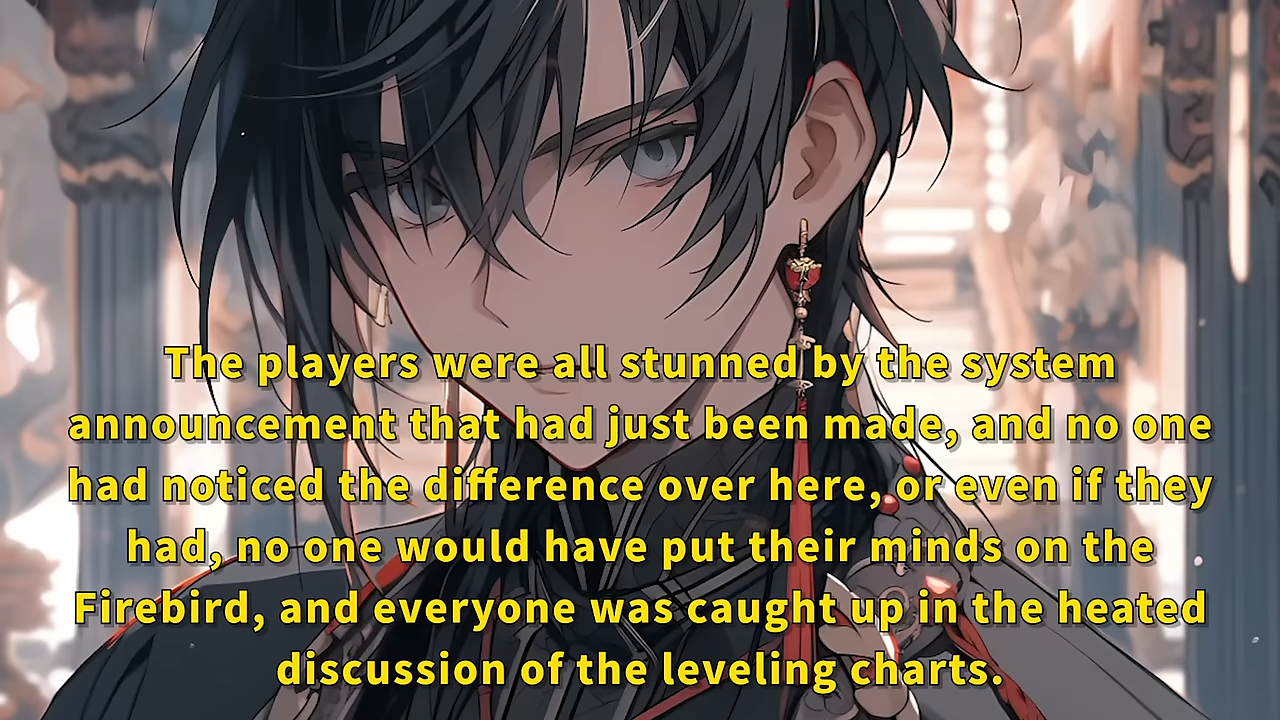 The players were all stunned by the system
announcement that had just been made, and no one
had noticed the difference over here, or even if they
had, no one would have put their minds on the
Firebird, and everyone was caught up in the heated
discussion of the leveling charts.